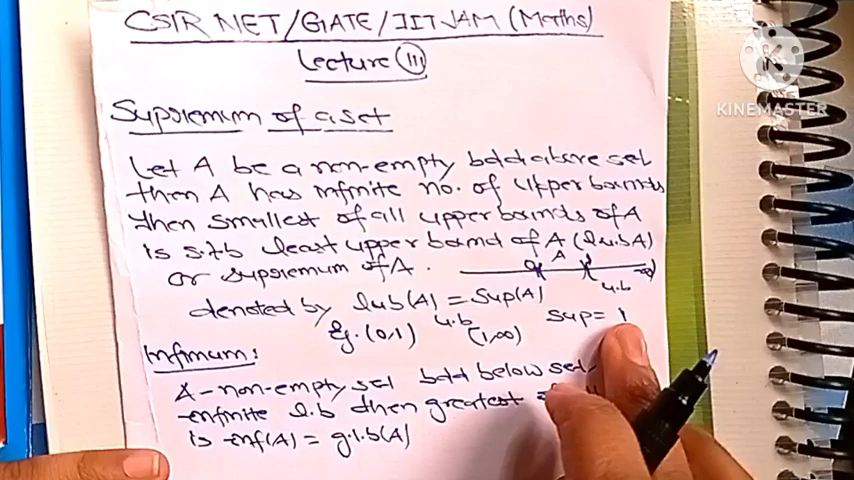 CSIR NET/GATE/IIT JAM (Maths)
Lecture III
Supremum of a set
Let A be a non-empty bdd above set
then A has infinite no. of upper bounds
then smallest of all upper bounds of A
is s.t.b least upper bound of A (l.u.b A)
or supremum of A.
A
u.b
denoted by lub(A) = Sup(A)
Eg. (0,1) u.b (1,∞) sup = 1
Infimum:
A-non-empty set bdd below set
infinite l.b then greatest
is inf(A) = g.l.b(A)
KINEMASTER